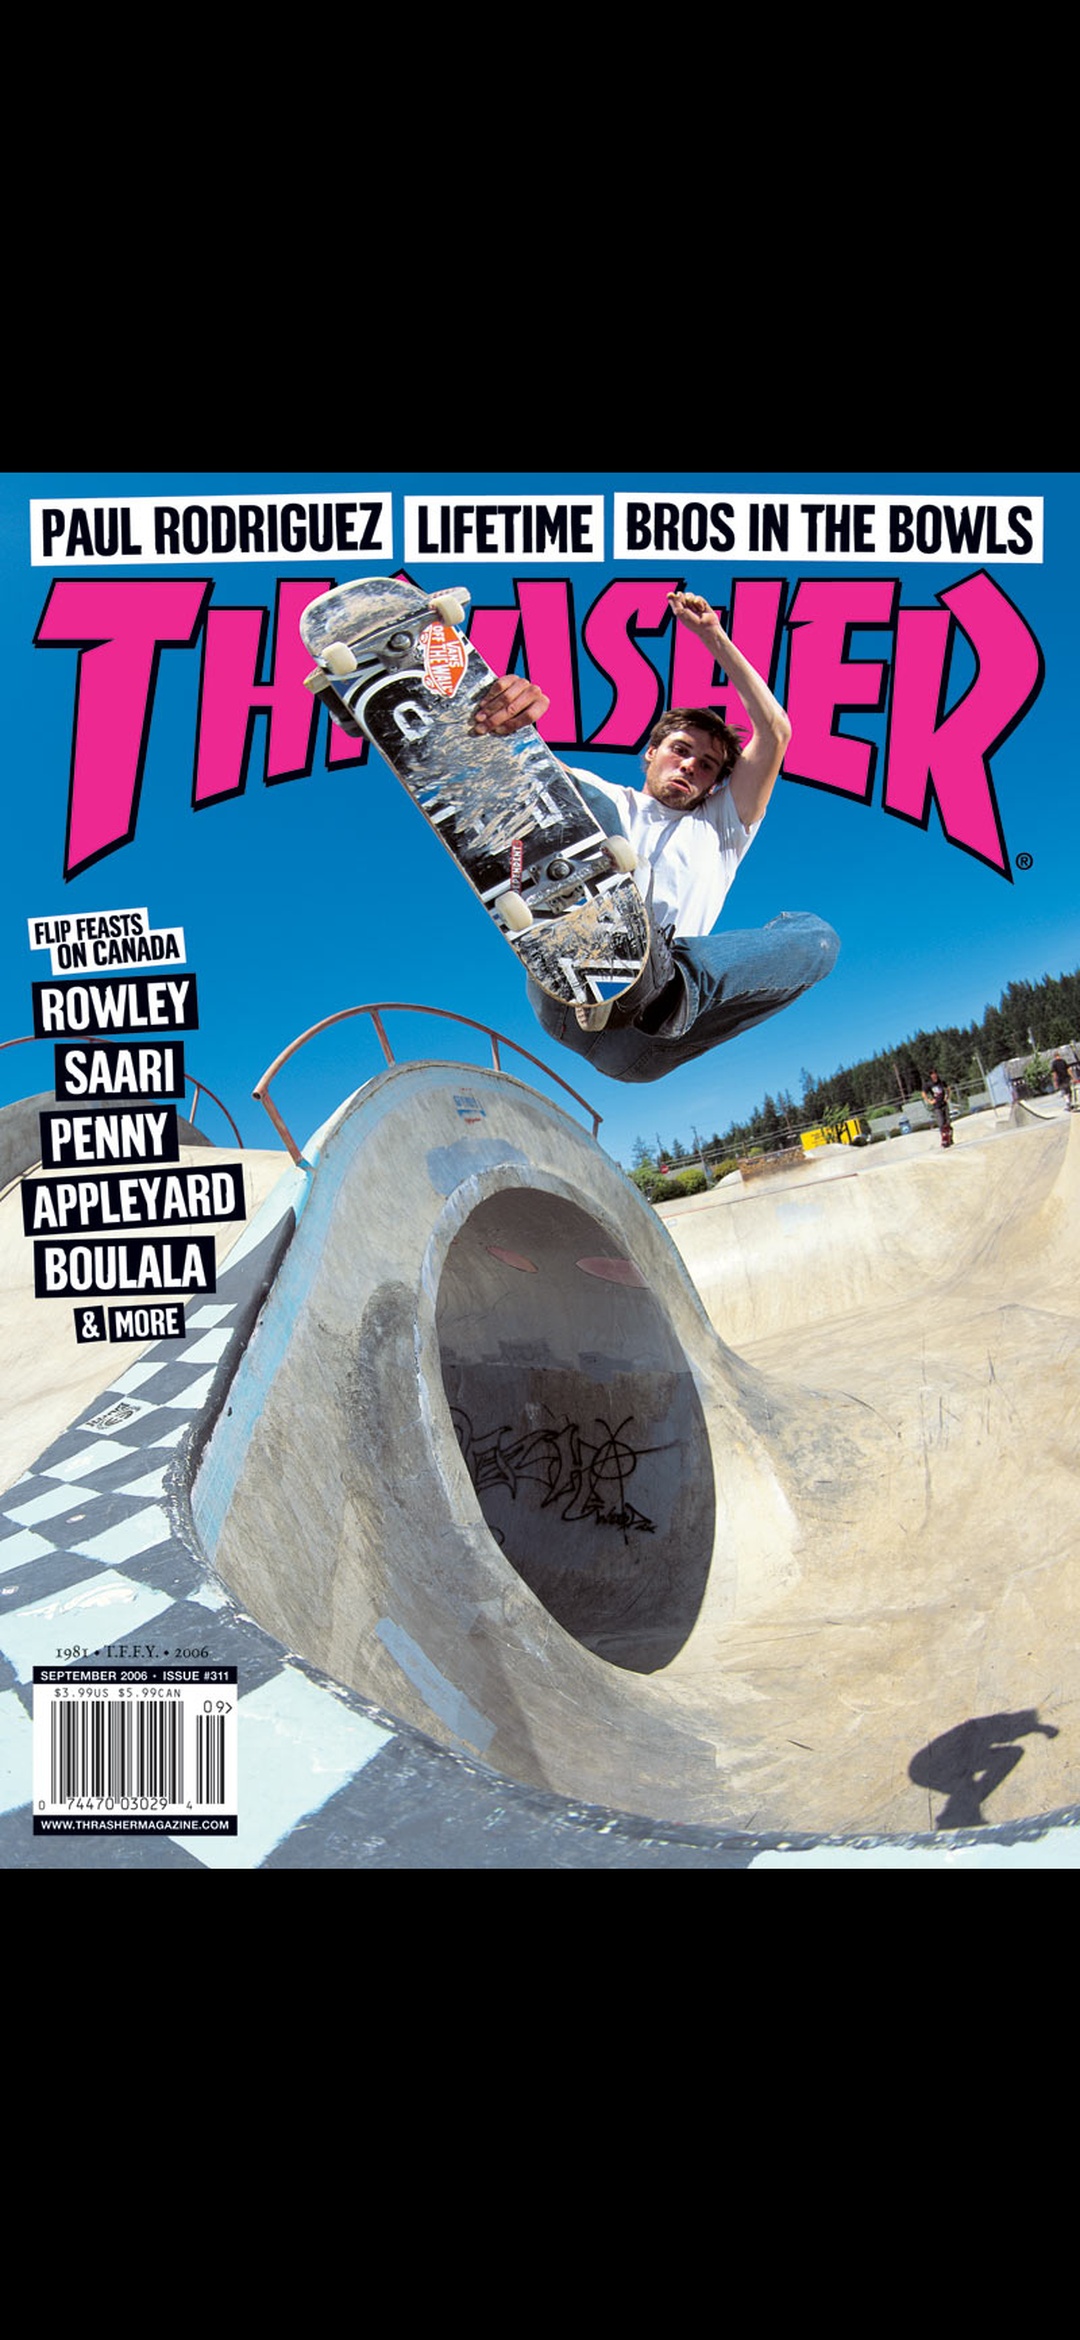 PAUL RODRIGUEZ LIFETIME BROS IN THE BOWLS
THRASHER®
VANS
OFF THE WALL
FLIP FEASTS
ON CANADA
ROWLEY
SAARI
PENNY
APPLEYARD
BOULALA
& MORE
1981 • T.F.F.Y. • 2006
SEPTEMBER 2006 • ISSUE #311
$3.99US $5.99CAN
09>
0 74470 03029 4
WWW.THRASHERMAGAZINE.COM